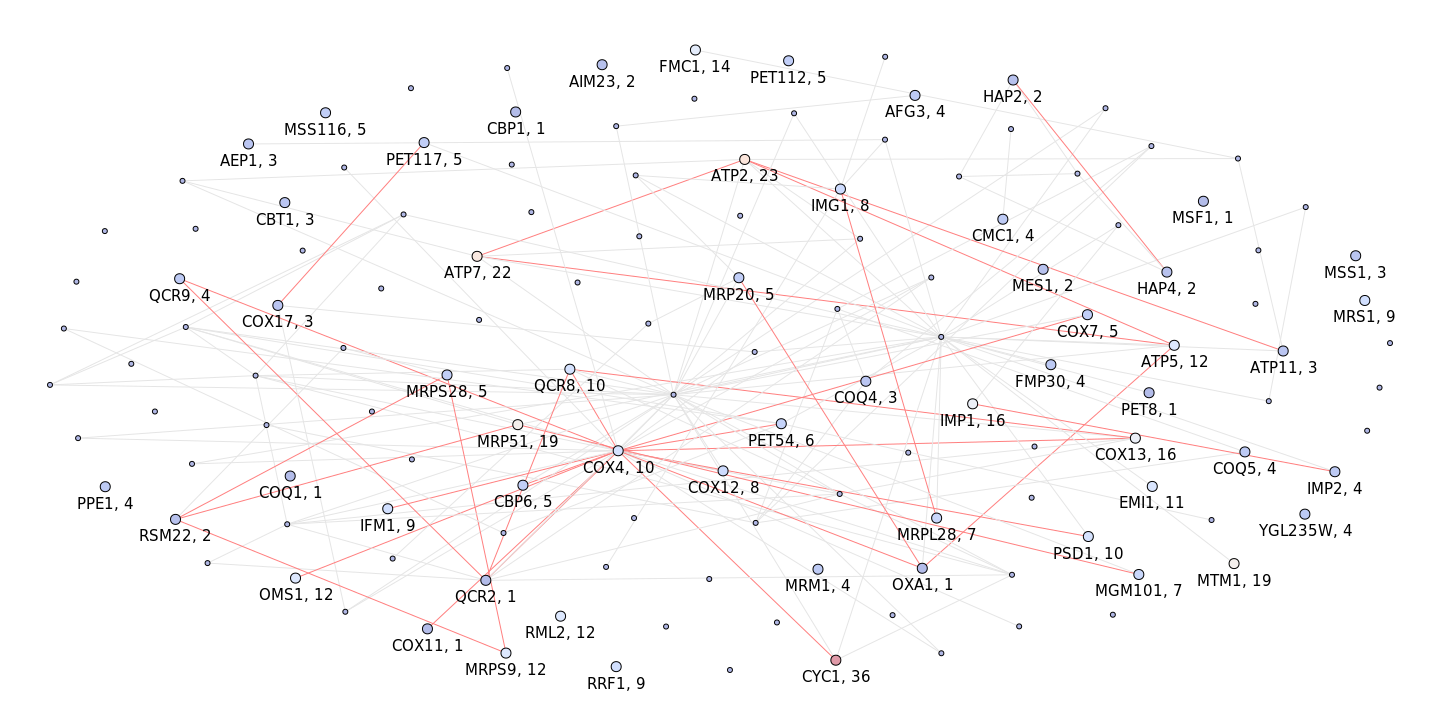 FMC1, 14
PET112, 5
AIM23, 2
HAP2, 2
AFG3, 4
MSS116, 5
CBP1, 1
AEP1, 3
PET117, 5
ATP2, 23
IMG1, 8
CBT1, 3
MSF1, 1
CMC1, 4
ATP7, 22
MSS1, 3
QCR9, 4
MRP20, 5
MES1, 2
HAP4, 2
COX17, 3
MRS1, 9
COX7, 5
ATP5, 12
ATP11, 3
MRPS28, 5
QCR8, 10
COQ4, 3
FMP30, 4
PET8, 1
IMP1, 16
MRP51, 19
PET54, 6
COX13, 16
COX4, 10
COQ5, 4
COQ1, 1
COX12, 8
IMP2, 4
PPE1, 4
CBP6, 5
EMI1, 11
IFM1, 9
RSM22, 2
MRPL28, 7
YGL235W, 4
PSD1, 10
OMS1, 12
QCR2, 1
MRM1, 4
OXA1, 1
MGM101, 7
MTM1, 19
COX11, 1
RML2, 12
MRPS9, 12
RRF1, 9
CYC1, 36